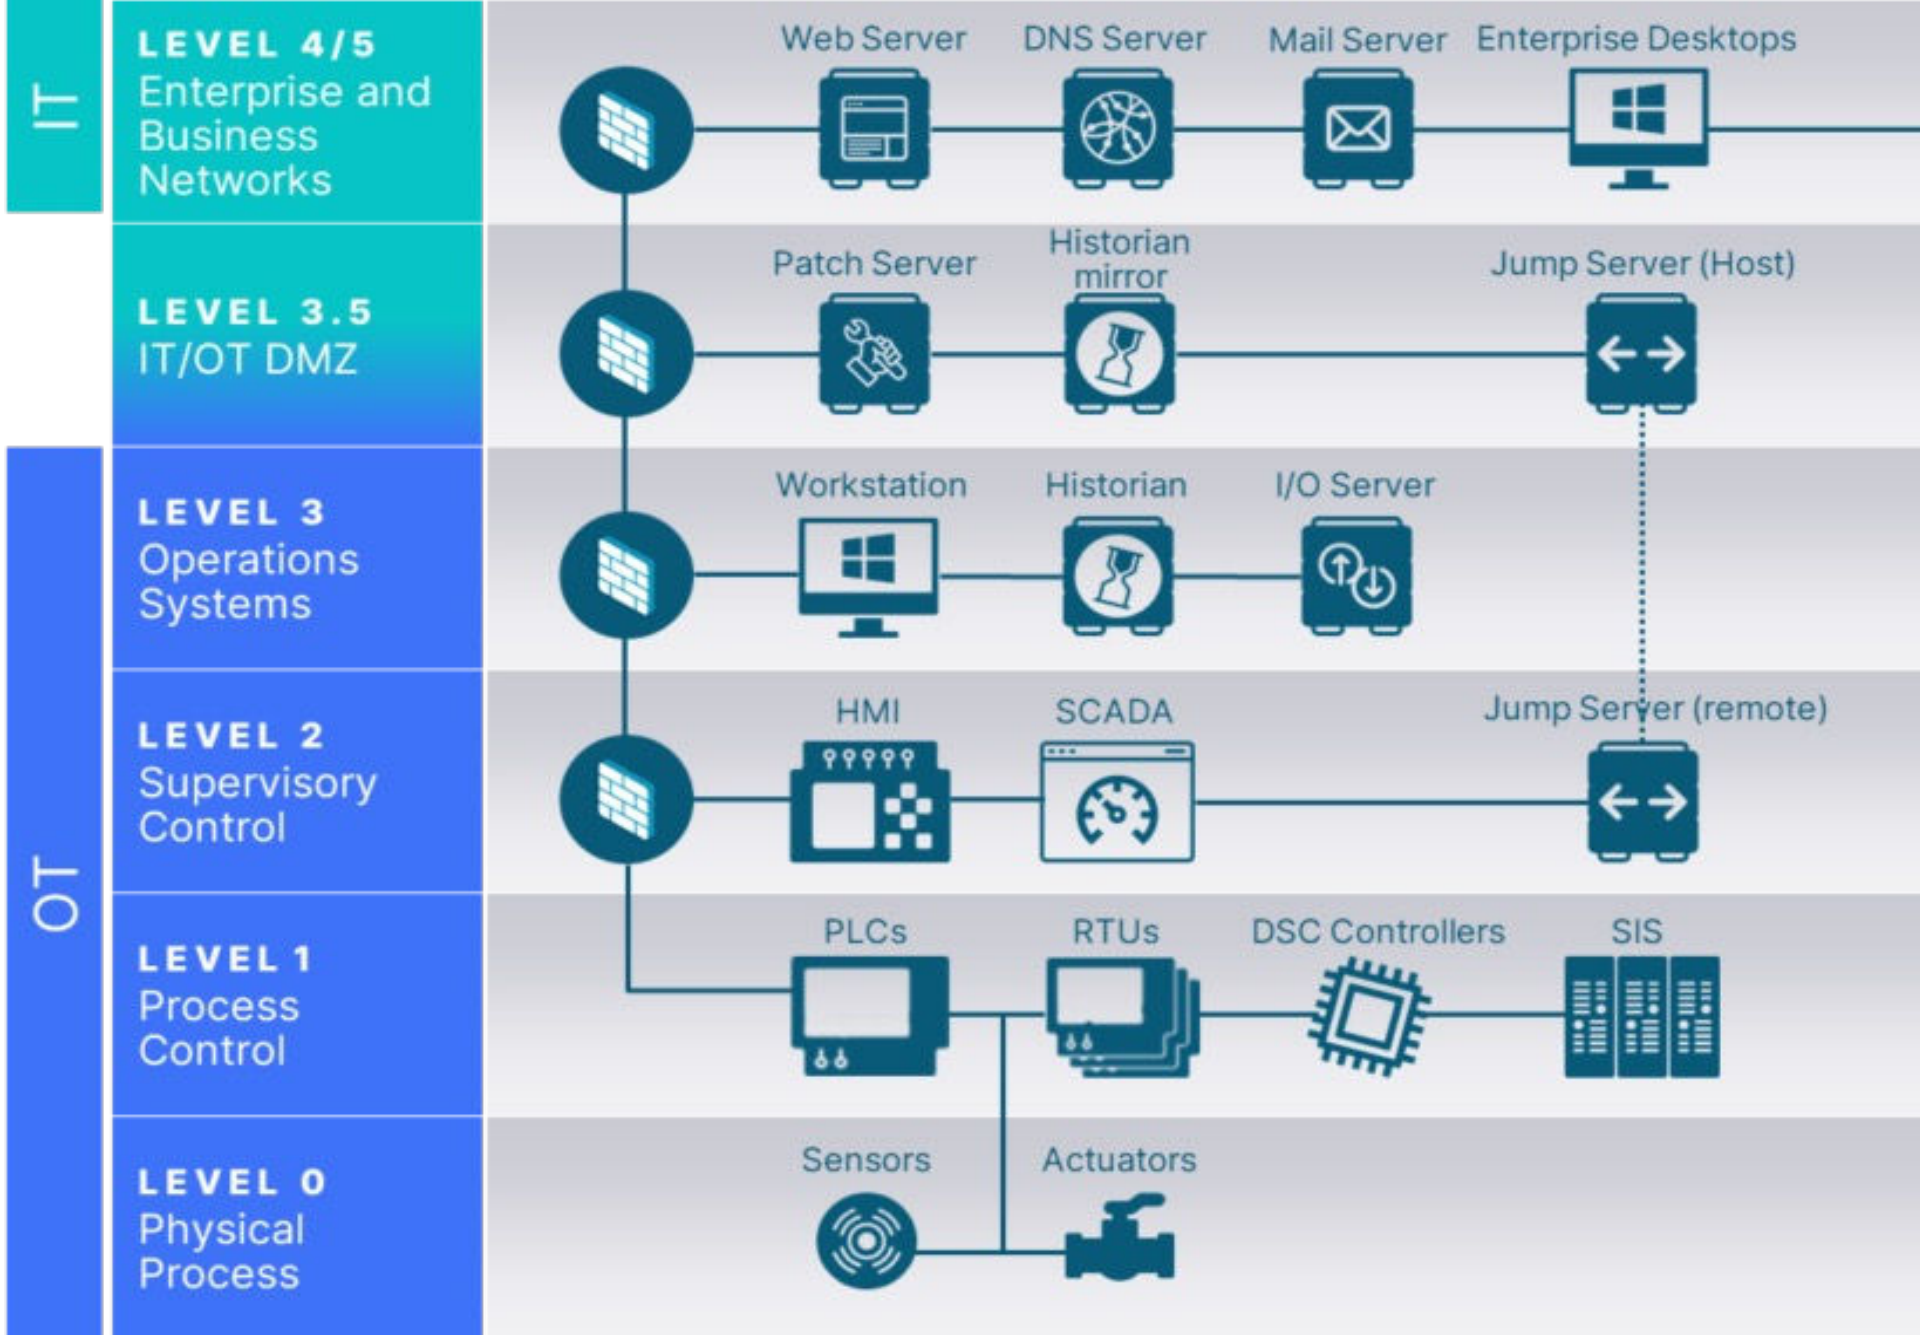 IT
LEVEL 4/5
Enterprise and
Business
Networks
Web Server
DNS Server
Mail Server
Enterprise Desktops
LEVEL 3.5
IT/OT DMZ
Patch Server
Historian
mirror
Jump Server (Host)
OT
LEVEL 3
Operations
Systems
Workstation
Historian
I/O Server
LEVEL 2
Supervisory
Control
HMI
SCADA
Jump Server (remote)
LEVEL 1
Process
Control
PLCs
RTUs
DSC Controllers
SIS
LEVEL 0
Physical
Process
Sensors
Actuators